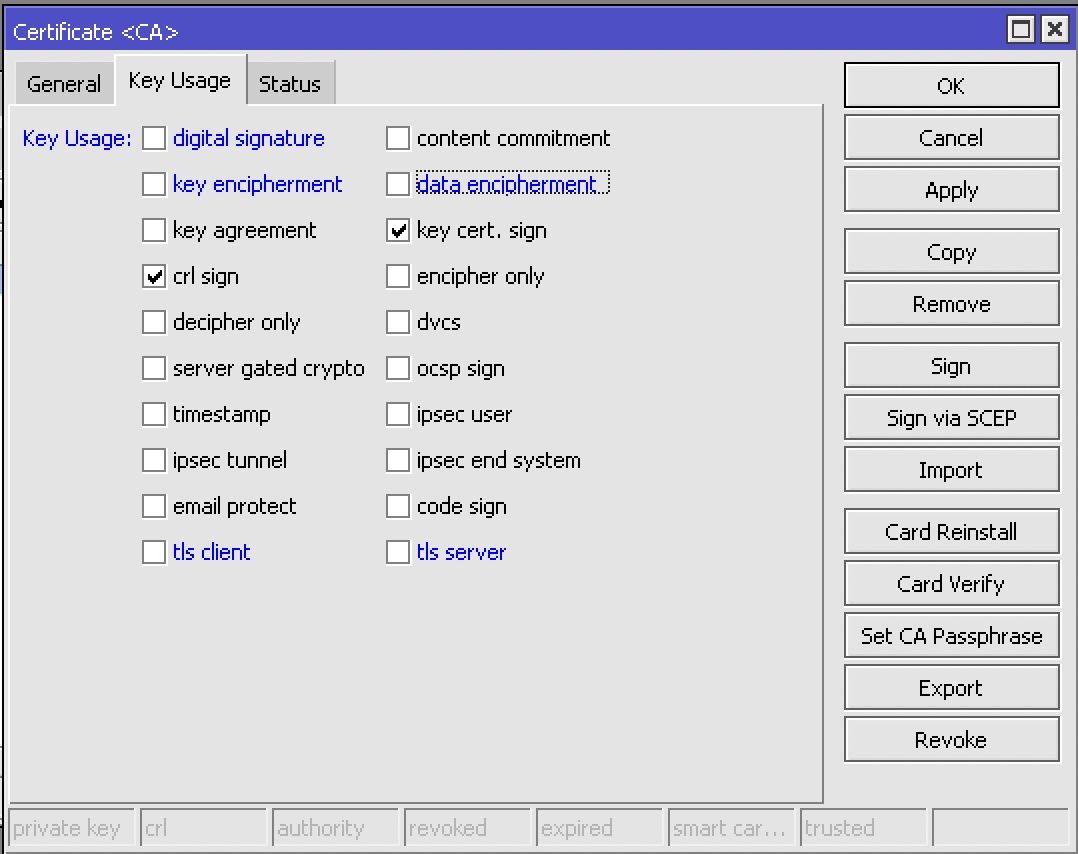 Certificate <CA>
General Key Usage Status
Key Usage: digital signature content commitment
key encipherment data encipherment
key agreement key cert. sign
crl sign encipher only
decipher only dvcs
server gated crypto ocsp sign
timestamp ipsec user
ipsec tunnel ipsec end system
email protect code sign
tls client tls server
OK
Cancel
Apply
Copy
Remove
Sign
Sign via SCEP
Import
Card Reinstall
Card Verify
Set CA Passphrase
Export
Revoke
private key crl authority revoked expired smart car... trusted